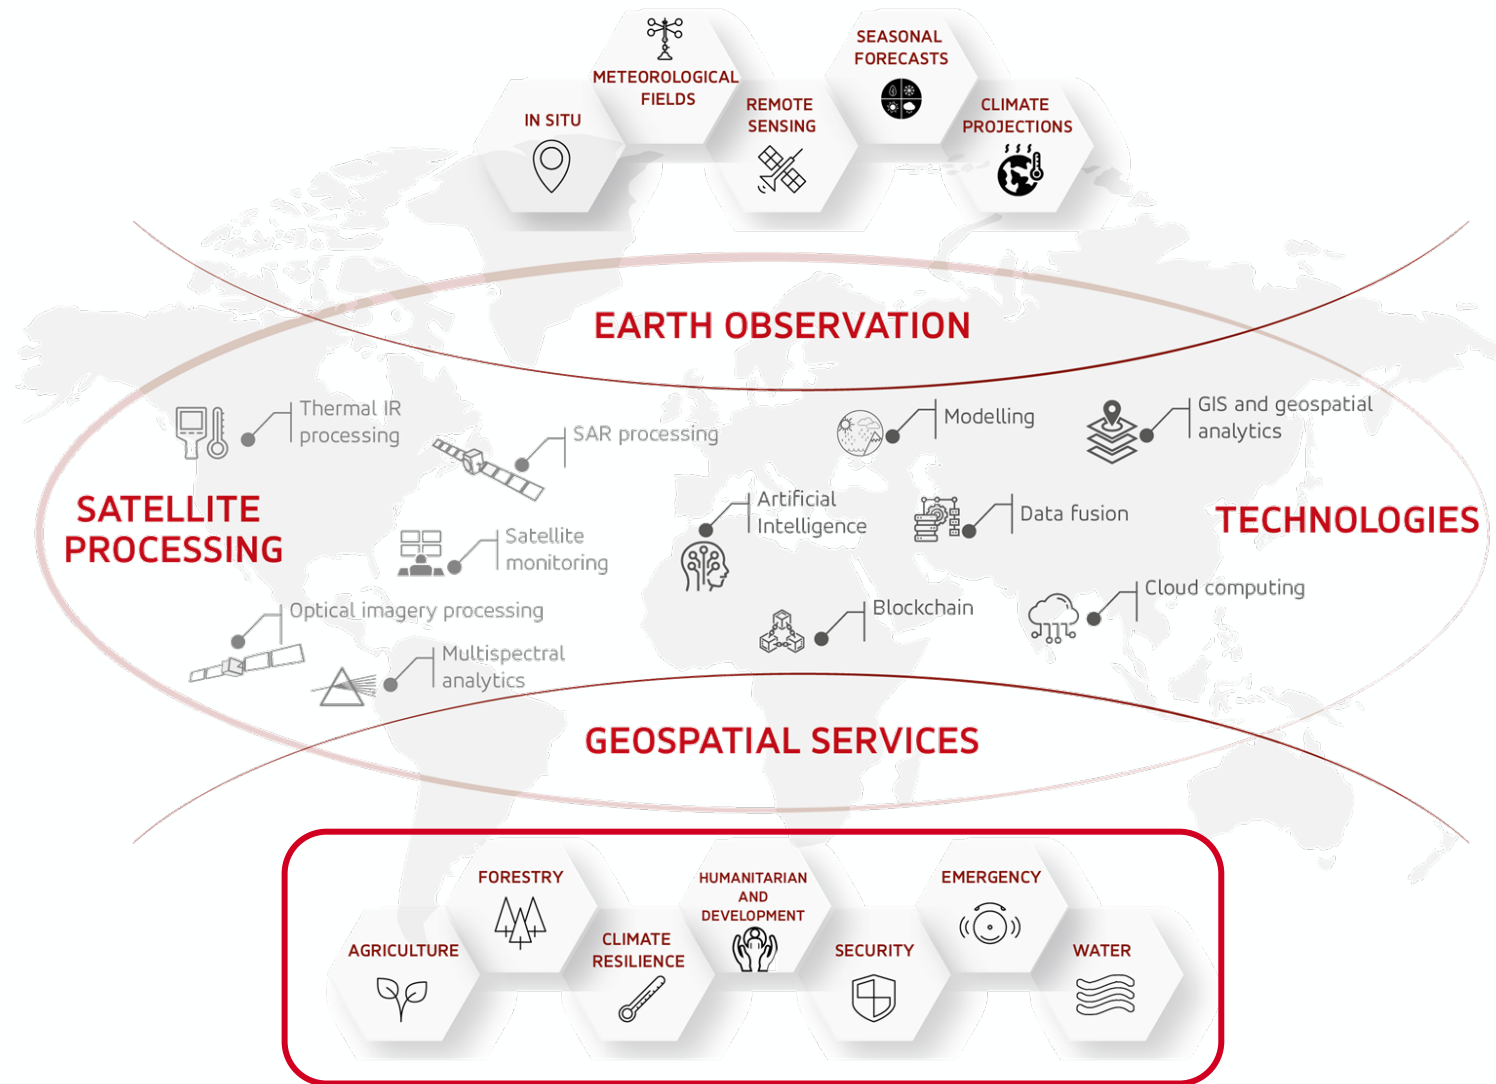 SEASONAL
FORECASTS
METEOROLOGICAL
FIELDS
REMOTE
SENSING
CLIMATE
PROJECTIONS
IN SITU
EARTH OBSERVATION
Thermal IR
processing
SAR processing
Modelling
GIS and geospatial
analytics
SATELLITE
PROCESSING
Artificial
Intelligence
Data fusion
TECHNOLOGIES
Satellite
monitoring
Optical imagery processing
Blockchain
Cloud computing
Multispectral
analytics
GEOSPATIAL SERVICES
FORESTRY
HUMANITARIAN
AND
DEVELOPMENT
EMERGENCY
AGRICULTURE
CLIMATE
RESILIENCE
SECURITY
WATER